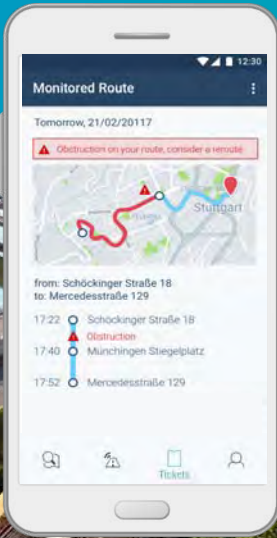 12:30
Monitored Route
Tomorrow, 21/02/20117
Obstruction on your route, consider a reroute
Stuttgart
from: Schöckinger Straße 18
to: Mercedesstraße 129
17:22 Schöckinger Straße 18
Obstruction
17:40 Münchingen Stiegelplatz
17:52 Mercedesstraße 129
Tickets